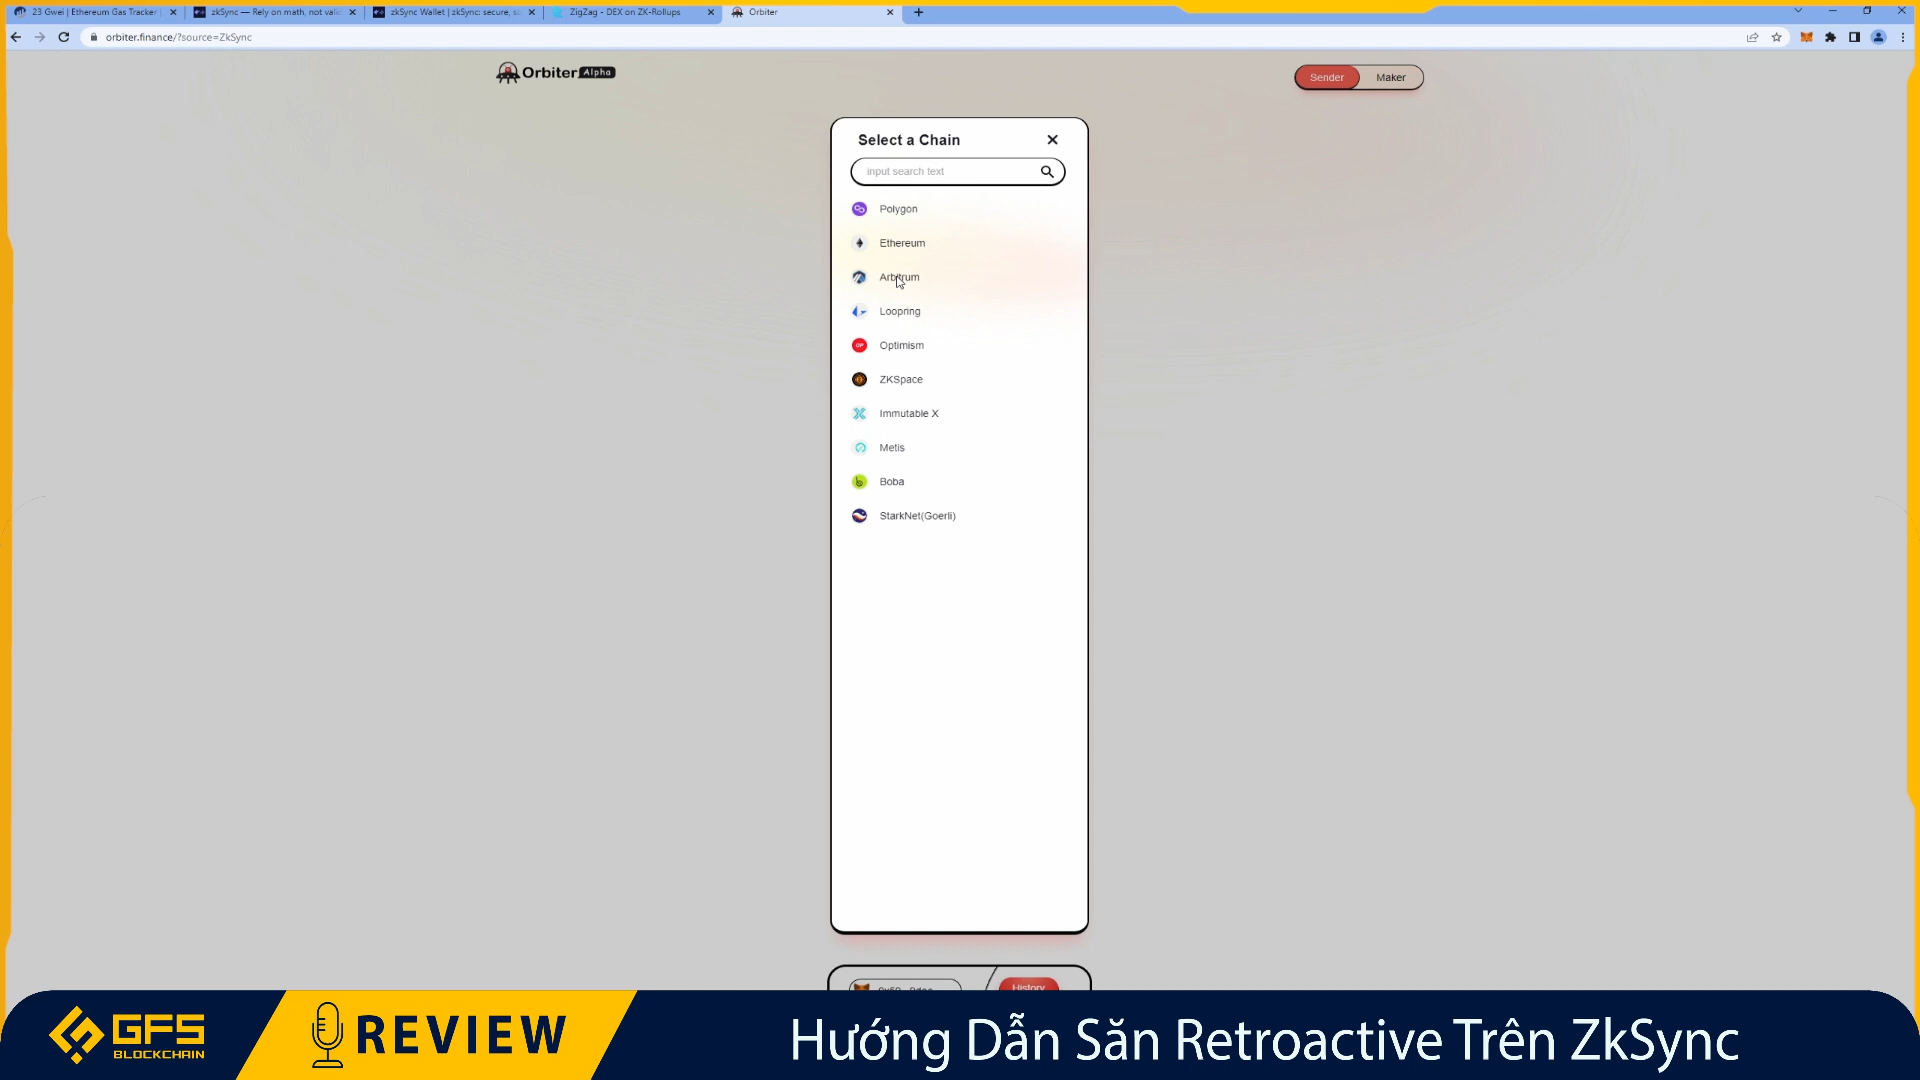 23 Gwei | Ethereum Gas Tracker
zkSync — Rely on math, not valid
zkSync Wallet | zkSync: secure, s
ZigZag - DEX on ZK-Rollups
Orbiter
orbiter.finance/?source=ZkSync
Orbiter Alpha
Sender
Maker
Select a Chain
input search text
Polygon
Ethereum
Arbitrum
Loopring
Optimism
ZKSpace
Immutable X
Metis
Boba
StarkNet(Goerli)
History
GFS
BLOCKCHAIN
REVIEW
Hướng Dẫn Săn Retroactive Trên ZkSync